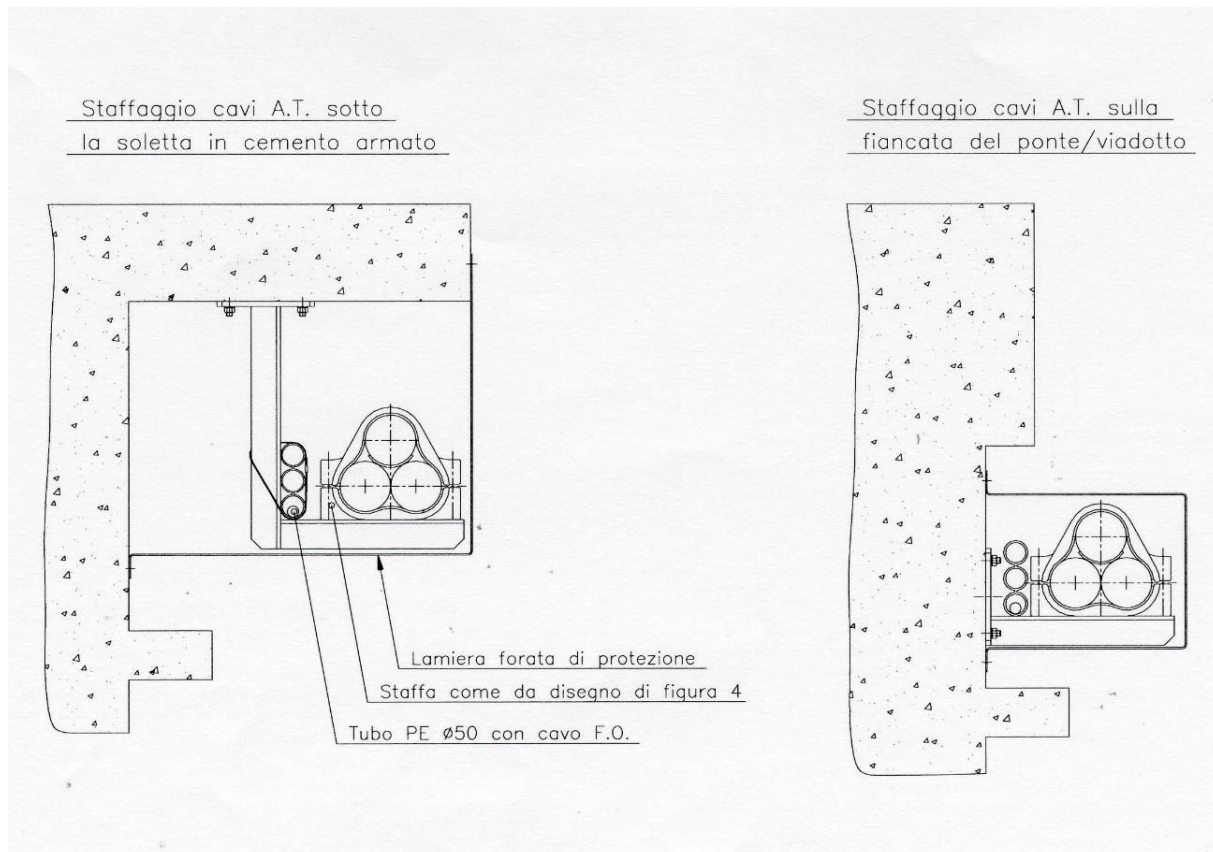 Staffaggio cavi A.T. sotto
la soletta in cemento armato
Staffaggio cavi A.T. sulla
fiancata del ponte/viadotto
Lamiera forata di protezione
Staffa come da disegno di figura 4
Tubo PE ø50 con cavo F.O.